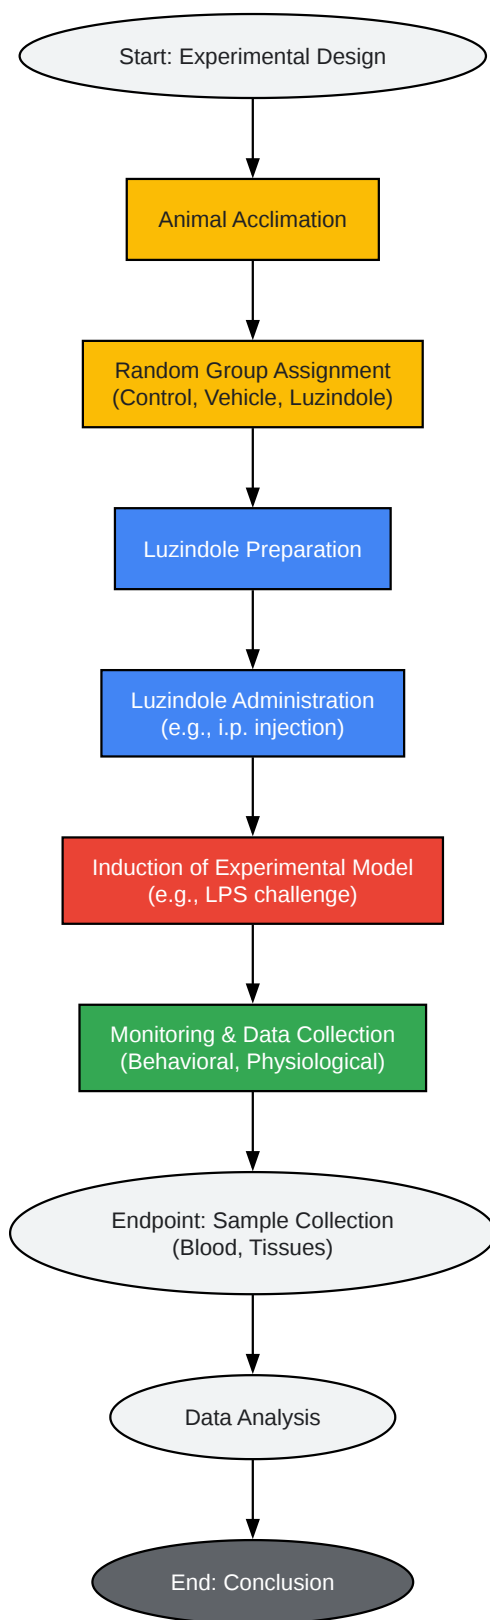 Start: Experimental Design
Animal Acclimation
Random Group Assignment
(Control, Vehicle, Luzindole)
Luzindole Preparation
Luzindole Administration
(e.g., i.p. injection)
Induction of Experimental Model
(e.g., LPS challenge)
Monitoring & Data Collection
(Behavioral, Physiological)
Endpoint: Sample Collection
(Blood, Tissues)
Data Analysis
End: Conclusion